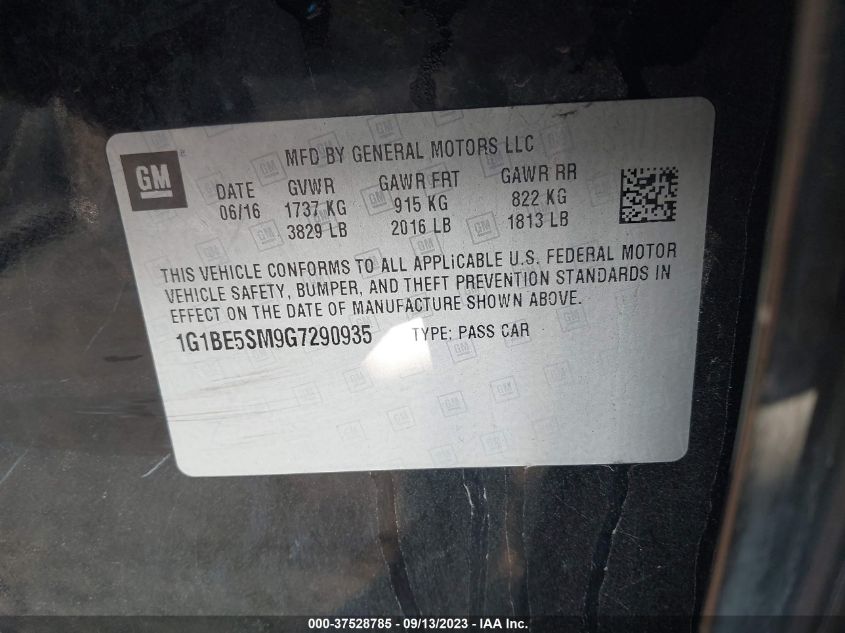 GM
MFD BY GENERAL MOTORS LLC
DATE GVWR GAWR FRT GAWR RR
06/16 1737 KG 915 KG 822 KG
3829 LB 2016 LB 1813 LB
THIS VEHICLE CONFORMS TO ALL APPLICABLE U.S. FEDERAL MOTOR
VEHICLE SAFETY, BUMPER, AND THEFT PREVENTION STANDARDS IN
EFFECT ON THE DATE OF MANUFACTURE SHOWN ABOVE.
1G1BE5SM9G7290935 TYPE: PASS CAR
000-37528785 - 09/13/2023 - IAA Inc.